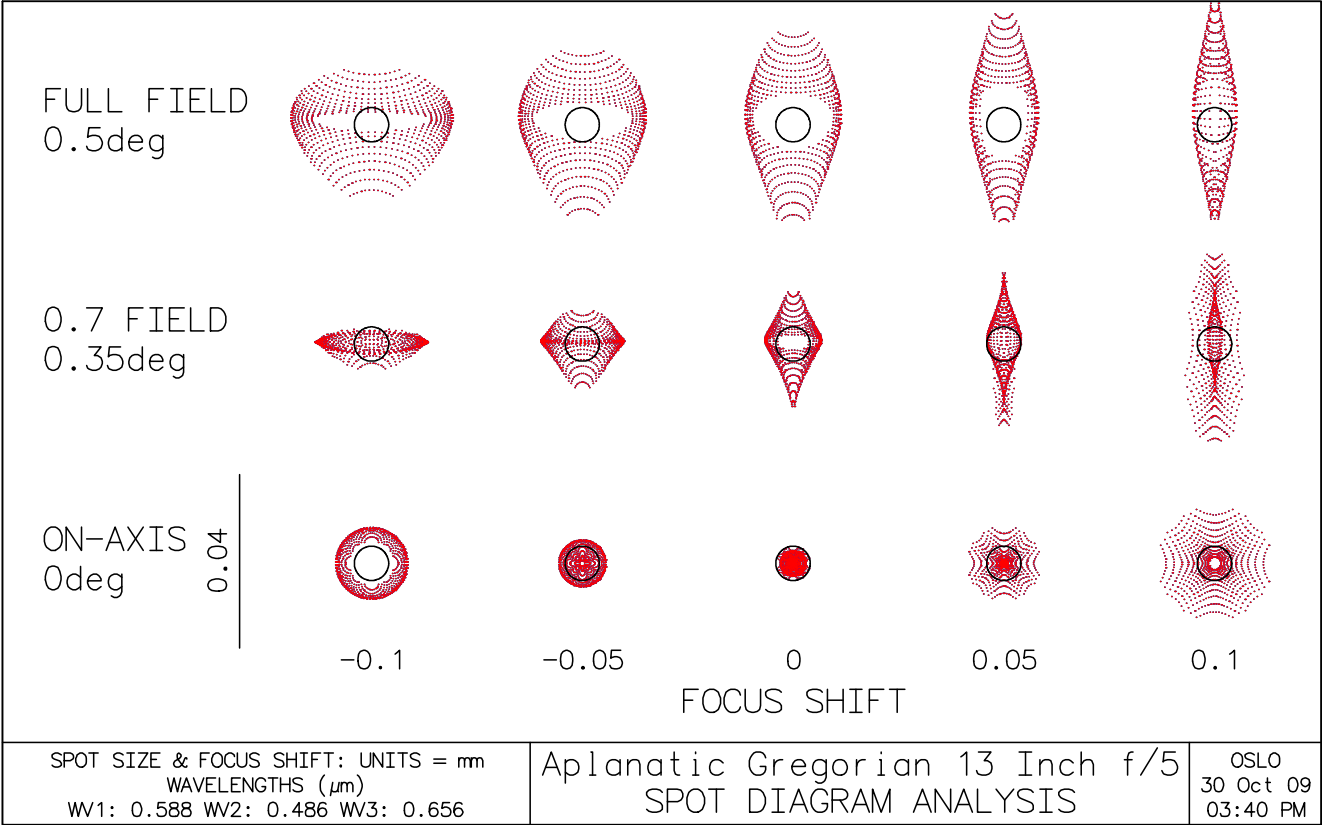 FULL FIELD
0.5deg
0.7 FIELD
0.35deg
ON-AXIS
0deg
0.04
-0.1 -0.05 0 0.05 0.1
FOCUS SHIFT
SPOT SIZE & FOCUS SHIFT: UNITS = mm
WAVELENGTHS (µm)
WV1: 0.588 WV2: 0.486 WV3: 0.656
Aplanatic Gregorian 13 Inch f/5
SPOT DIAGRAM ANALYSIS
OSLO
30 Oct 09
03:40 PM